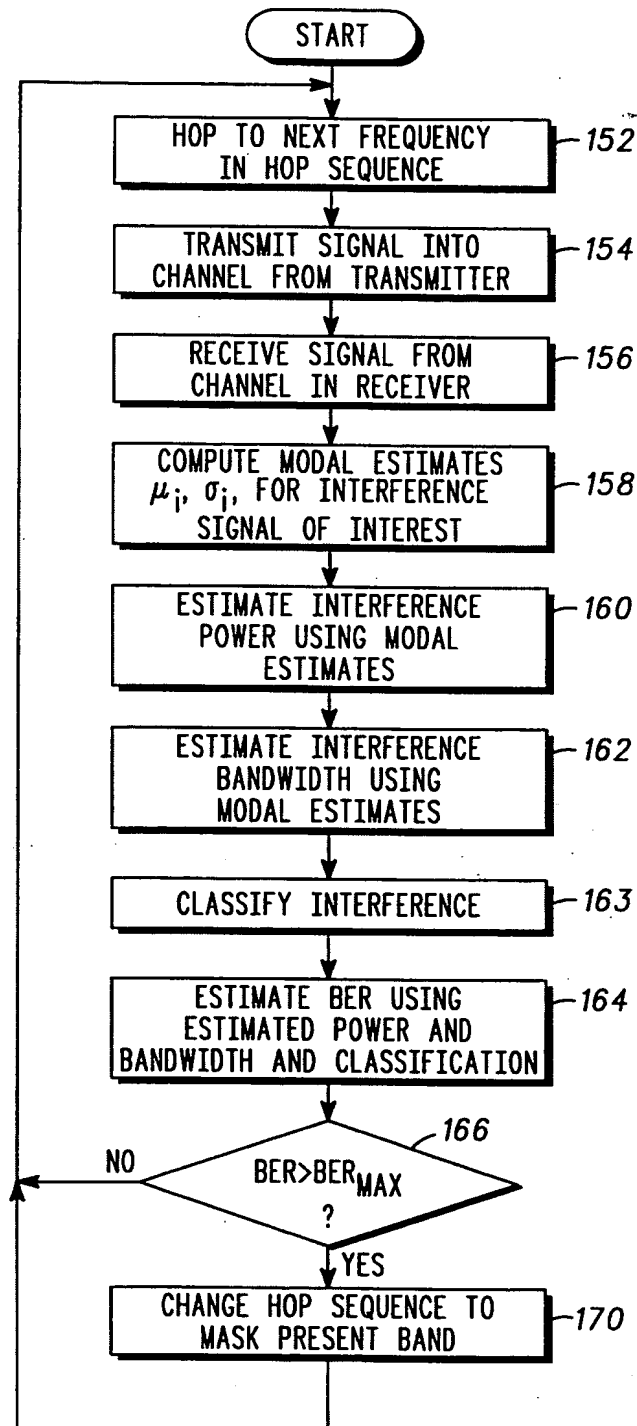 START
HOP TO NEXT FREQUENCY
IN HOP SEQUENCE
152
TRANSMIT SIGNAL INTO
CHANNEL FROM TRANSMITTER
154
RECEIVE SIGNAL FROM
CHANNEL IN RECEIVER
156
COMPUTE MODAL ESTIMATES
μi, σi, FOR INTERFERENCE
SIGNAL OF INTEREST
158
ESTIMATE INTERFERENCE
POWER USING MODAL
ESTIMATES
160
ESTIMATE INTERFERENCE
BANDWIDTH USING
MODAL ESTIMATES
162
CLASSIFY INTERFERENCE
163
ESTIMATE BER USING
ESTIMATED POWER AND
BANDWIDTH AND CLASSIFICATION
164
166
NO
BER>BERMAX
?
YES
CHANGE HOP SEQUENCE TO
MASK PRESENT BAND
170